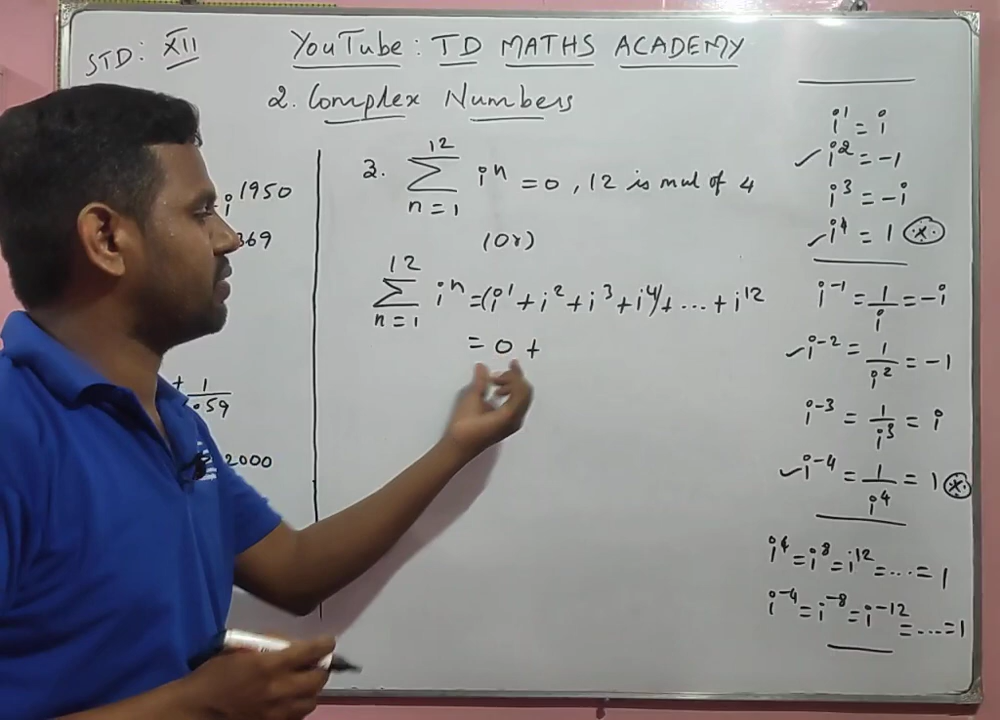 STD: XII
YouTube: TD MATHS ACADEMY
2. Complex Numbers
i^1950
369
+ 1/i^59
2000
3. ∑_{n=1}^{12} i^n = 0, 12 is mul of 4
(Or)
∑_{n=1}^{12} i^n = (i^1 + i^2 + i^3 + i^4) + ... + i^12
= 0 +
i^1 = i
✓ i^2 = -1
i^3 = -i
✓ i^4 = 1 (*)
i^-1 = 1/i = -i
✓ i^-2 = 1/i^2 = -1
i^-3 = 1/i^3 = i
✓ i^-4 = 1/i^4 = 1 (*)
i^4 = i^8 = i^12 = ... = 1
i^-4 = i^-8 = i^-12 = ... = 1